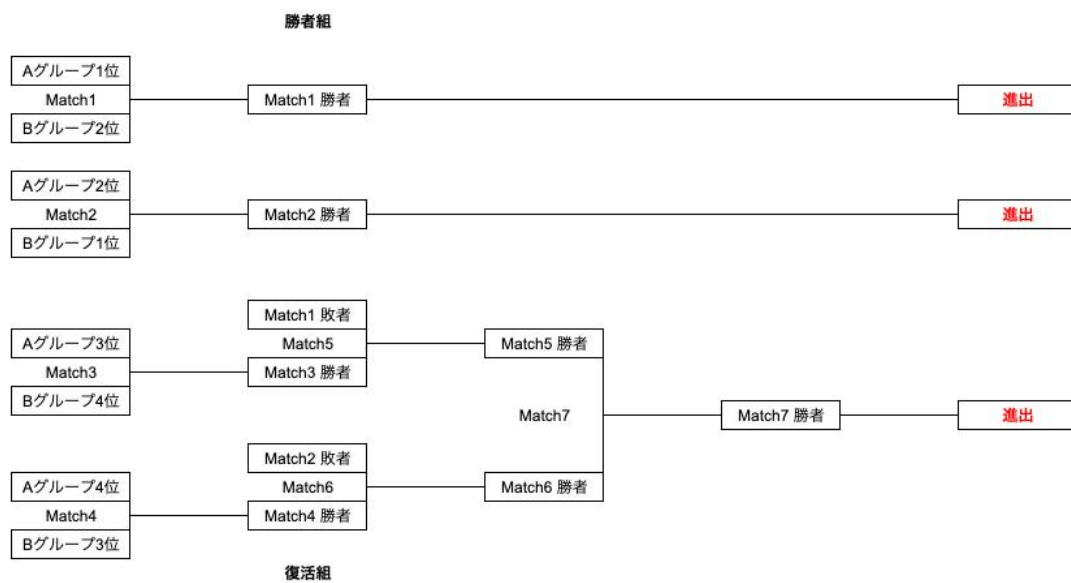 勝者組
Aグループ1位
Match1
Bグループ2位
Match1 勝者
進出
Aグループ2位
Match2
Bグループ1位
Match2 勝者
進出
Aグループ3位
Match3
Bグループ4位
Match1 敗者
Match5
Match3 勝者
Match5 勝者
Match7
Match7 勝者
進出
Aグループ4位
Match4
Bグループ3位
Match2 敗者
Match6
Match4 勝者
Match6 勝者
復活組